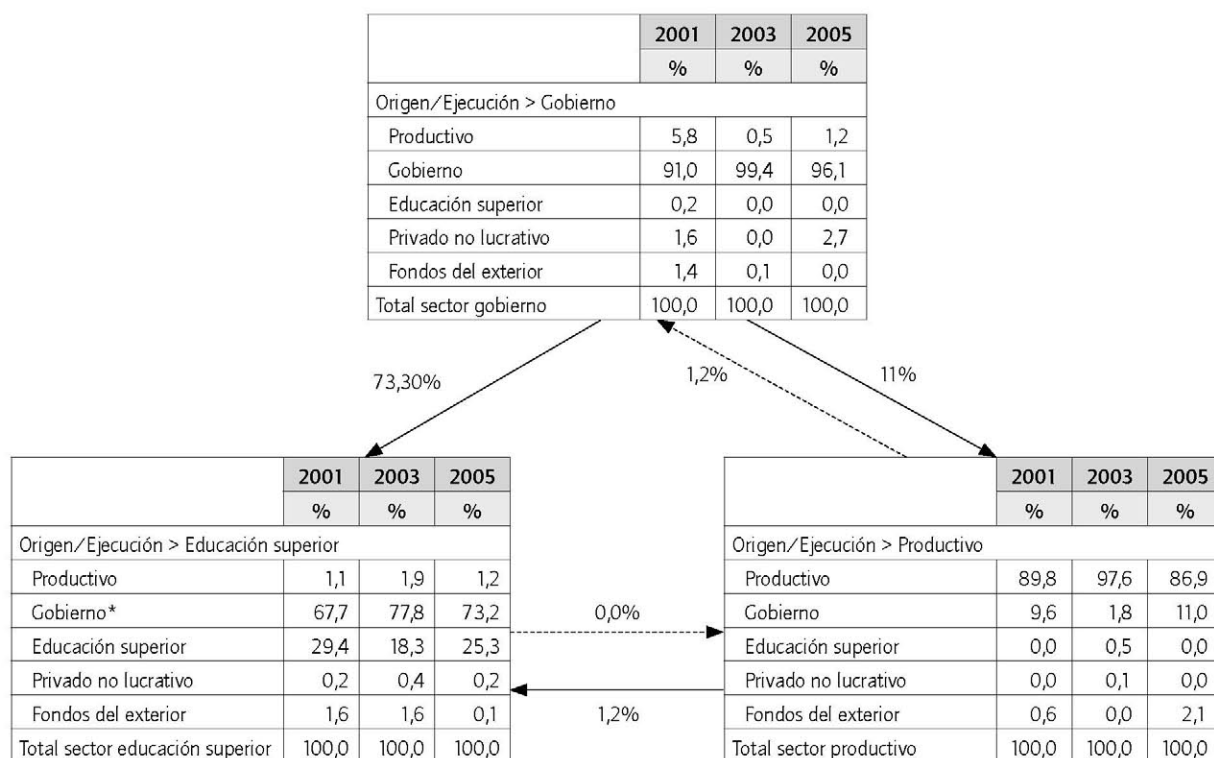 2001 2003 2005
% % %
Origen/Ejecución > Gobierno
Productivo 5,8 0,5 1,2
Gobierno 91,0 99,4 96,1
Educación superior 0,2 0,0 0,0
Privado no lucrativo 1,6 0,0 2,7
Fondos del exterior 1,4 0,1 0,0
Total sector gobierno 100,0 100,0 100,0
73,30%
1,2%
11%
2001 2003 2005
% % %
Origen/Ejecución > Educación superior
Productivo 1,1 1,9 1,2
Gobierno* 67,7 77,8 73,2
Educación superior 29,4 18,3 25,3
Privado no lucrativo 0,2 0,4 0,2
Fondos del exterior 1,6 1,6 0,1
Total sector educación superior 100,0 100,0 100,0
0,0%
1,2%
2001 2003 2005
% % %
Origen/Ejecución > Productivo
Productivo 89,8 97,6 86,9
Gobierno 9,6 1,8 11,0
Educación superior 0,0 0,5 0,0
Privado no lucrativo 0,0 0,1 0,0
Fondos del exterior 0,6 0,0 2,1
Total sector productivo 100,0 100,0 100,0